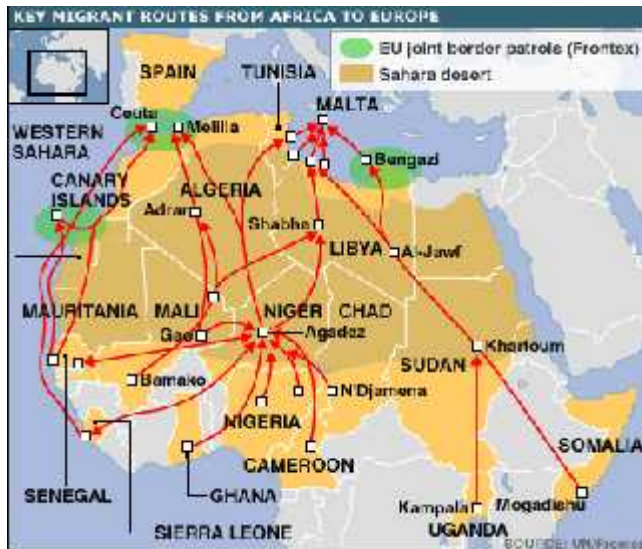 KEY MIGRANT ROUTES FROM AFRICA TO EUROPE
EU joint border patrols (Frontex)
Sahara desert
SPAIN
TUNISIA
MALTA
Ceuta
Melilla
WESTERN
SAHARA
Bengazi
CANARY
ISLANDS
ALGERIA
Adrar
Shabha
LIBYA
Al-Jawf
MAURITANIA
MALI
NIGER
CHAD
Gao
Agadez
Khartoum
SUDAN
Bamako
N'Djamena
NIGERIA
SOMALIA
CAMEROON
SENEGAL
GHANA
Kampala
Mogadishu
SIERRA LEONE
UGANDA
SOURCE: